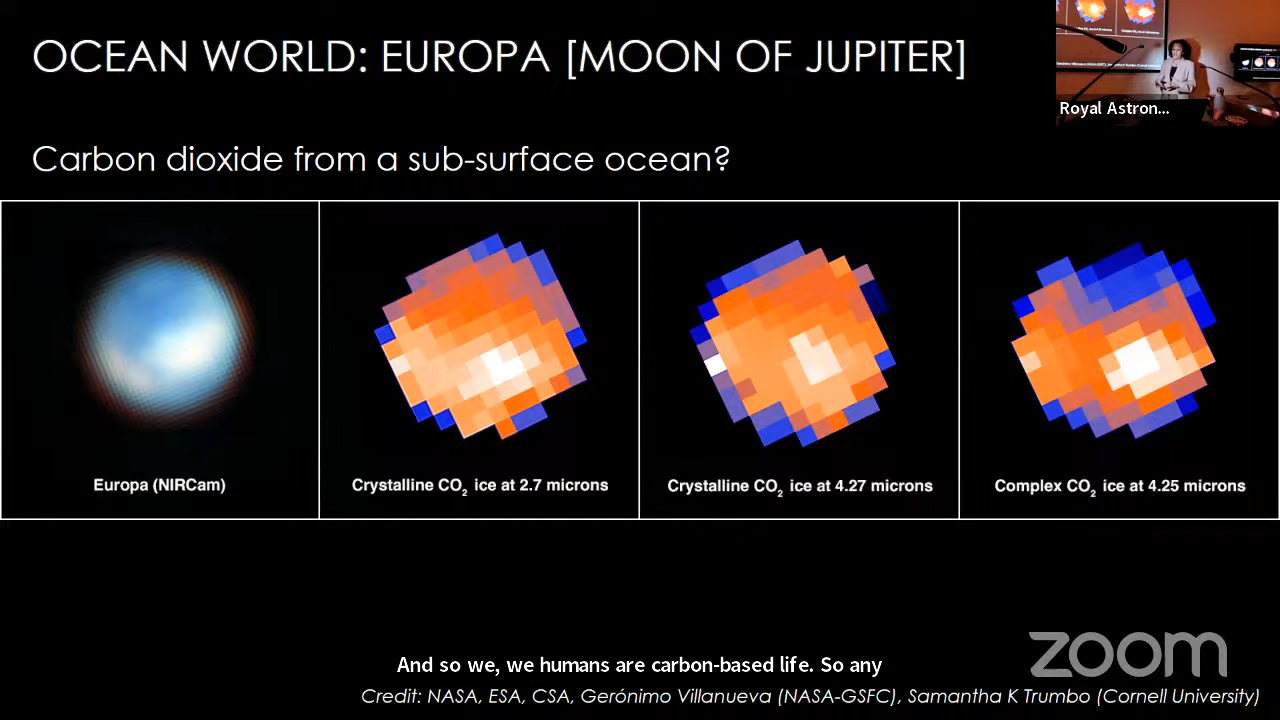 OCEAN WORLD: EUROPA [MOON OF JUPITER]
Royal Astron...
Carbon dioxide from a sub-surface ocean?
Europa (NIRCam)
Crystalline CO₂ ice at 2.7 microns
Crystalline CO₂ ice at 4.27 microns
Complex CO₂ ice at 4.25 microns
zoom
And so we, we humans are carbon-based life. So any
Credit: NASA, ESA, CSA, Gerónimo Villanueva (NASA-GSFC), Samantha K Trumbo (Cornell University)